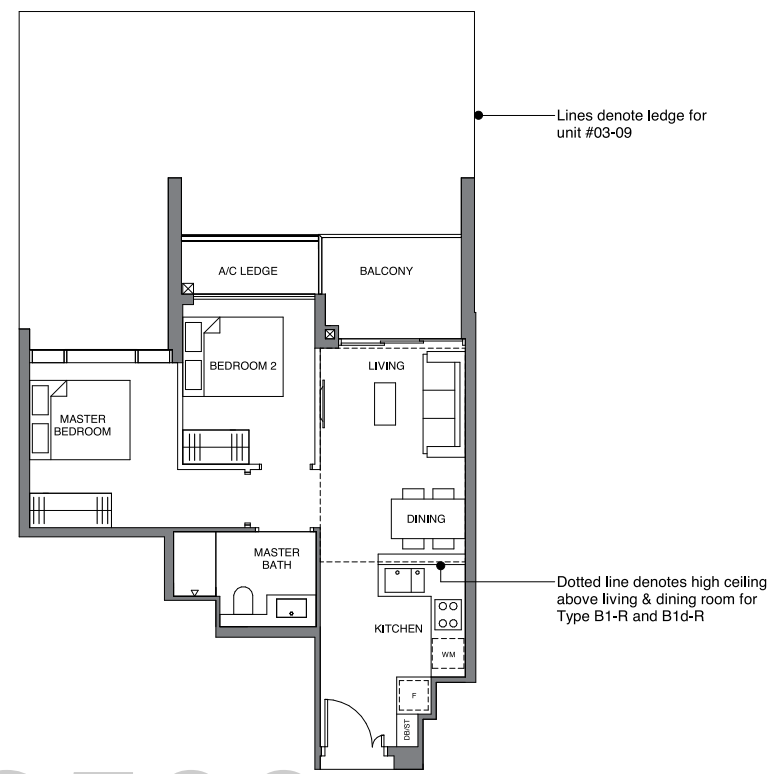 Lines denote ledge for
unit #03-09
A/C LEDGE
BALCONY
BEDROOM 2
LIVING
MASTER
BEDROOM
DINING
MASTER
BATH
Dotted line denotes high ceiling
above living & dining room for
Type B1-R and B1d-R
KITCHEN
WM
F
DB/ST